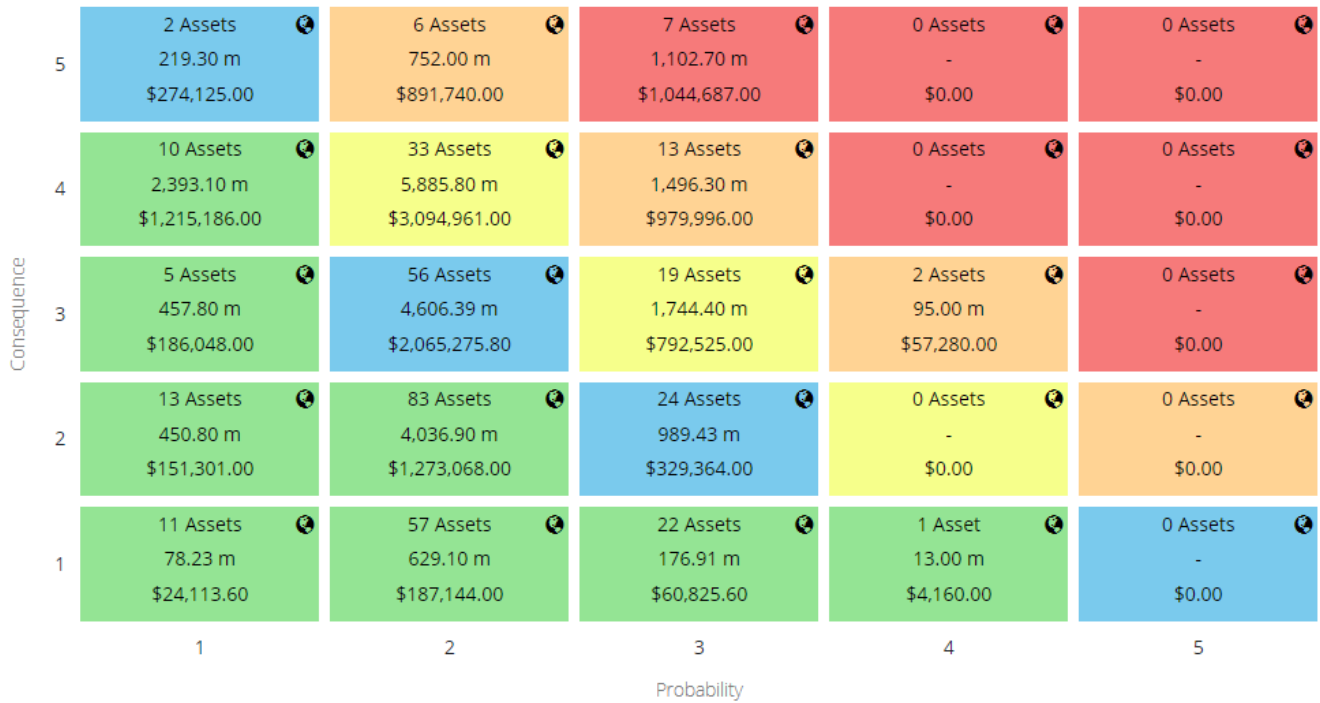 2 Assets 6 Assets 7 Assets 0 Assets 0 Assets
5 219.30 m 752.00 m 1,102.70 m - -
$274,125.00 $891,740.00 $1,044,687.00 $0.00 $0.00
10 Assets 33 Assets 13 Assets 0 Assets 0 Assets
4 2,393.10 m 5,885.80 m 1,496.30 m - -
$1,215,186.00 $3,094,961.00 $979,996.00 $0.00 $0.00
Consequence
5 Assets 56 Assets 19 Assets 2 Assets 0 Assets
3 457.80 m 4,606.39 m 1,744.40 m 95.00 m -
$186,048.00 $2,065,275.80 $792,525.00 $57,280.00 $0.00
13 Assets 83 Assets 24 Assets 0 Assets 0 Assets
2 450.80 m 4,036.90 m 989.43 m - -
$151,301.00 $1,273,068.00 $329,364.00 $0.00 $0.00
11 Assets 57 Assets 22 Assets 1 Asset 0 Assets
1 78.23 m 629.10 m 176.91 m 13.00 m -
$24,113.60 $187,144.00 $60,825.60 $4,160.00 $0.00
1 2 3 4 5
Probability